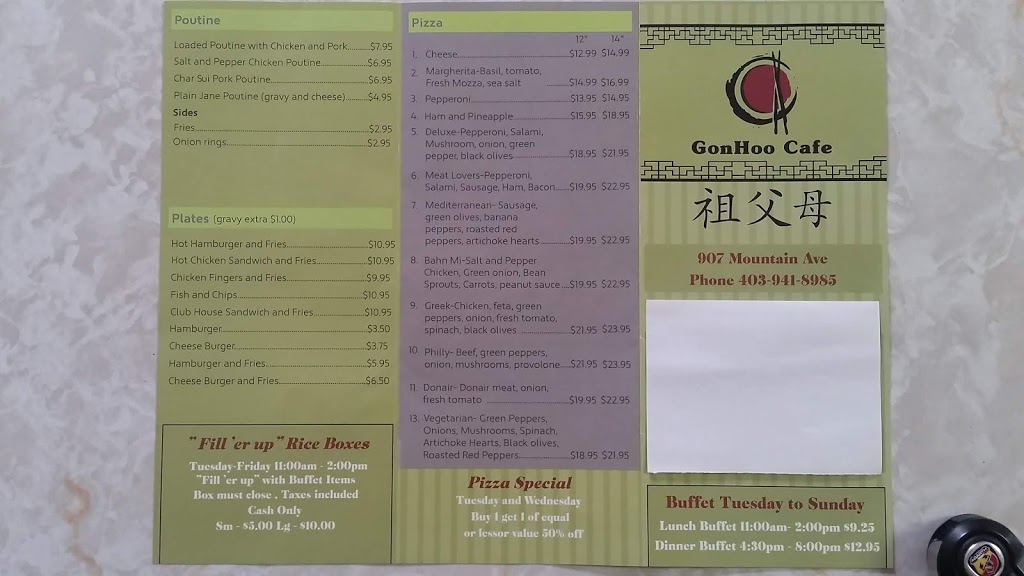 Poutine
Loaded Poutine with Chicken and Pork......$7.95
Salt and Pepper Chicken Poutine......$6.95
Char Sui Pork Poutine......$6.95
Plain Jane Poutine (gravy and cheese)......$4.95
Sides
Fries......$2.95
Onion rings......$2.95
Plates (gravy extra $1.00)
Hot Hamburger and Fries......$10.95
Hot Chicken Sandwich and Fries......$10.95
Chicken Fingers and Fries......$9.95
Fish and Chips......$10.95
Club House Sandwich and Fries......$10.95
Hamburger......$3.50
Cheese Burger......$3.75
Hamburger and Fries......$5.95
Cheese Burger and Fries......$6.50
"Fill 'er up" Rice Boxes
Tuesday-Friday 11:00am - 2:00pm
"Fill 'er up" with Buffet Items
Box must close , Taxes included
Cash Only
Sm - $5.00 Lg - $10.00
Pizza
12" 14"
1. Cheese......$12.99 $14.99
2. Margherita-Basil, tomato,
Fresh Mozza, sea salt ......$14.99 $16.99
3. Pepperoni......$13.95 $14.95
4. Ham and Pineapple......$15.95 $18.95
5. Deluxe-Pepperoni, Salami,
Mushroom, onion, green
pepper, black olives......$18.95 $21.95
6. Meat Lovers-Pepperoni,
Salami, Sausage, Ham, Bacon......$19.95 $22.95
7. Mediterranean- Sausage,
green olives, banana
peppers, roasted red
peppers, artichoke hearts......$19.95 $22.95
8. Bahn Mi-Salt and Pepper
Chicken, Green onion, Bean
Sprouts, Carrots, peanut sauce...$19.95 $22.95
9. Greek-Chicken, feta, green
peppers, onion, fresh tomato,
spinach, black olives ......$21.95 $23.95
10. Philly- Beef, green peppers,
onion, mushrooms, provolone....$21.95 $23.95
11. Donair- Donair meat, onion,
fresh tomato ......$19.95 $22.95
13. Vegetarian- Green Peppers,
Onions, Mushrooms, Spinach,
Artichoke Hearts, Black olives,
Roasted Red Peppers......$18.95 $21.95
Pizza Special
Tuesday and Wednesday
Buy 1 get 1 of equal
or lessor value 50% off
GonHoo Cafe
祖父母
907 Mountain Ave
Phone 403-941-8985
Buffet Tuesday to Sunday
Lunch Buffet 11:00am- 2:00pm $9.25
Dinner Buffet 4:30pm - 8:00pm $12.95